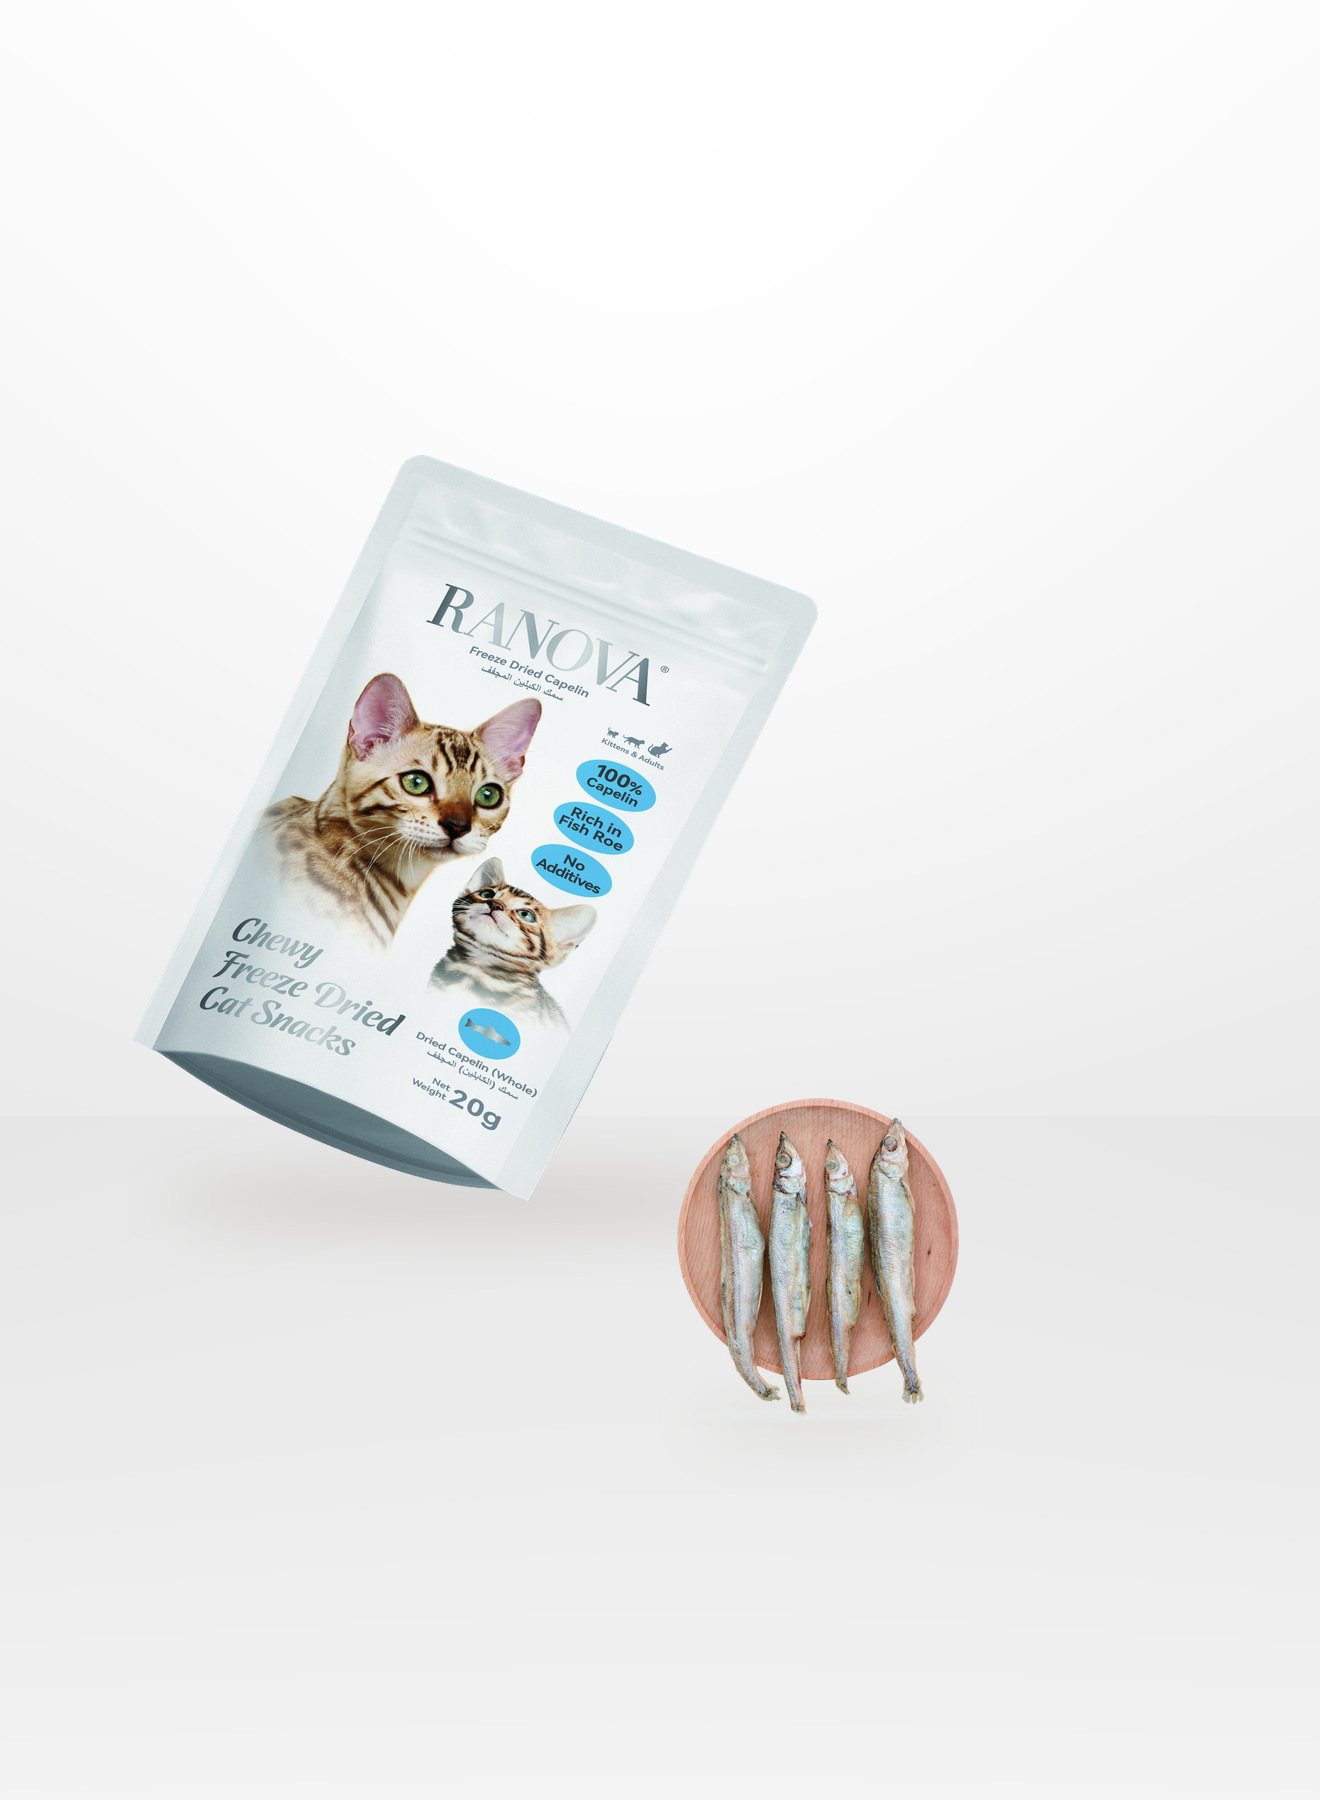 RANOVA®
Freeze Dried Capelin
سمك الكبلين المجفف
Kittens & Adults
100%
Capelin
Rich in
Fish Roe
No
Additives
Chewy
Freeze Dried
Cat Snacks
Dried Capelin (Whole)
سمك (الكابلين) المجفف
Net
Weight 20g